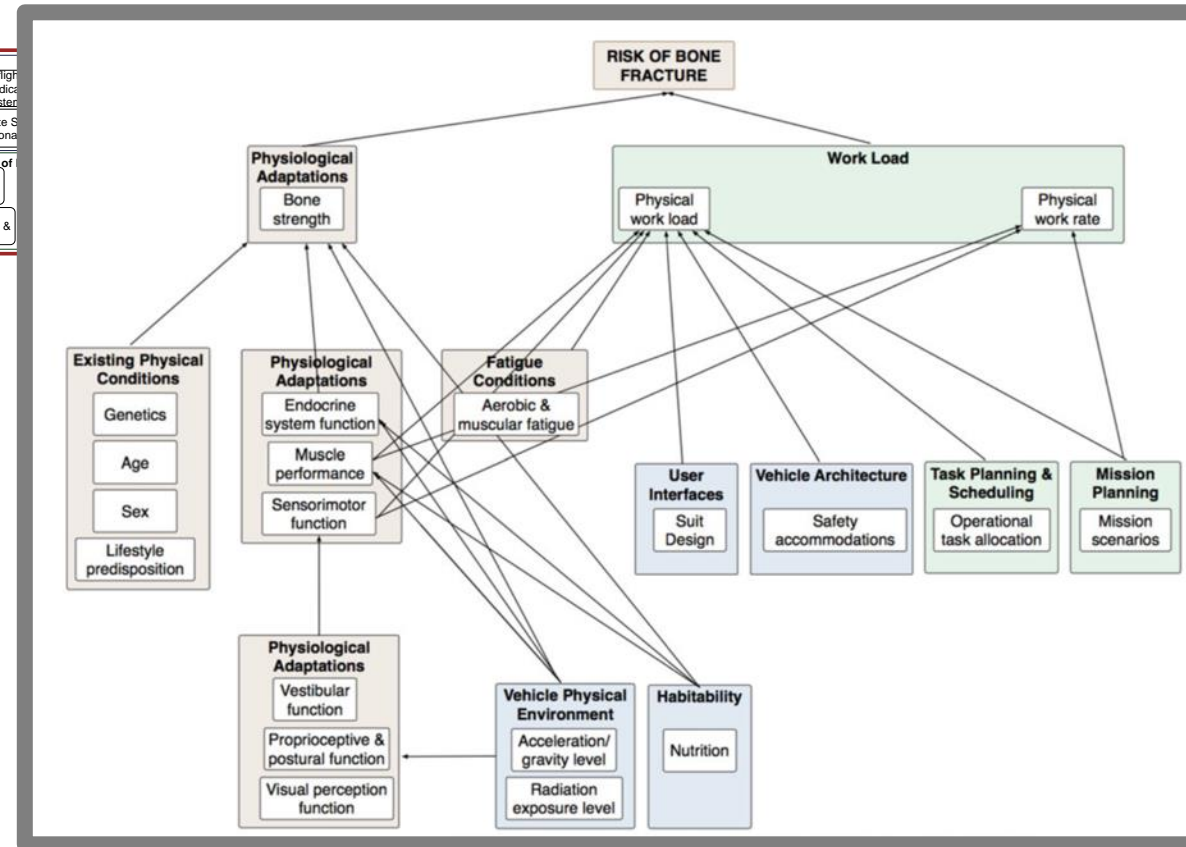 of
&
RISK OF BONE
FRACTURE
Physiological
Adaptations
Bone
strength
Work Load
Physical
work load
Physical
work rate
Existing Physical
Conditions
Genetics
Age
Sex
Lifestyle
predisposition
Physiological
Adaptations
Endocrine
system function
Muscle
performance
Sensorimotor
function
Fatigue
Conditions
Aerobic &
muscular fatigue
User
Interfaces
Suit
Design
Vehicle Architecture
Safety
accommodations
Task Planning &
Scheduling
Operational
task allocation
Mission
Planning
Mission
scenarios
Physiological
Adaptations
Vestibular
function
Proprioceptive &
postural function
Visual perception
function
Vehicle Physical
Environment
Acceleration/
gravity level
Radiation
exposure level
Habitability
Nutrition